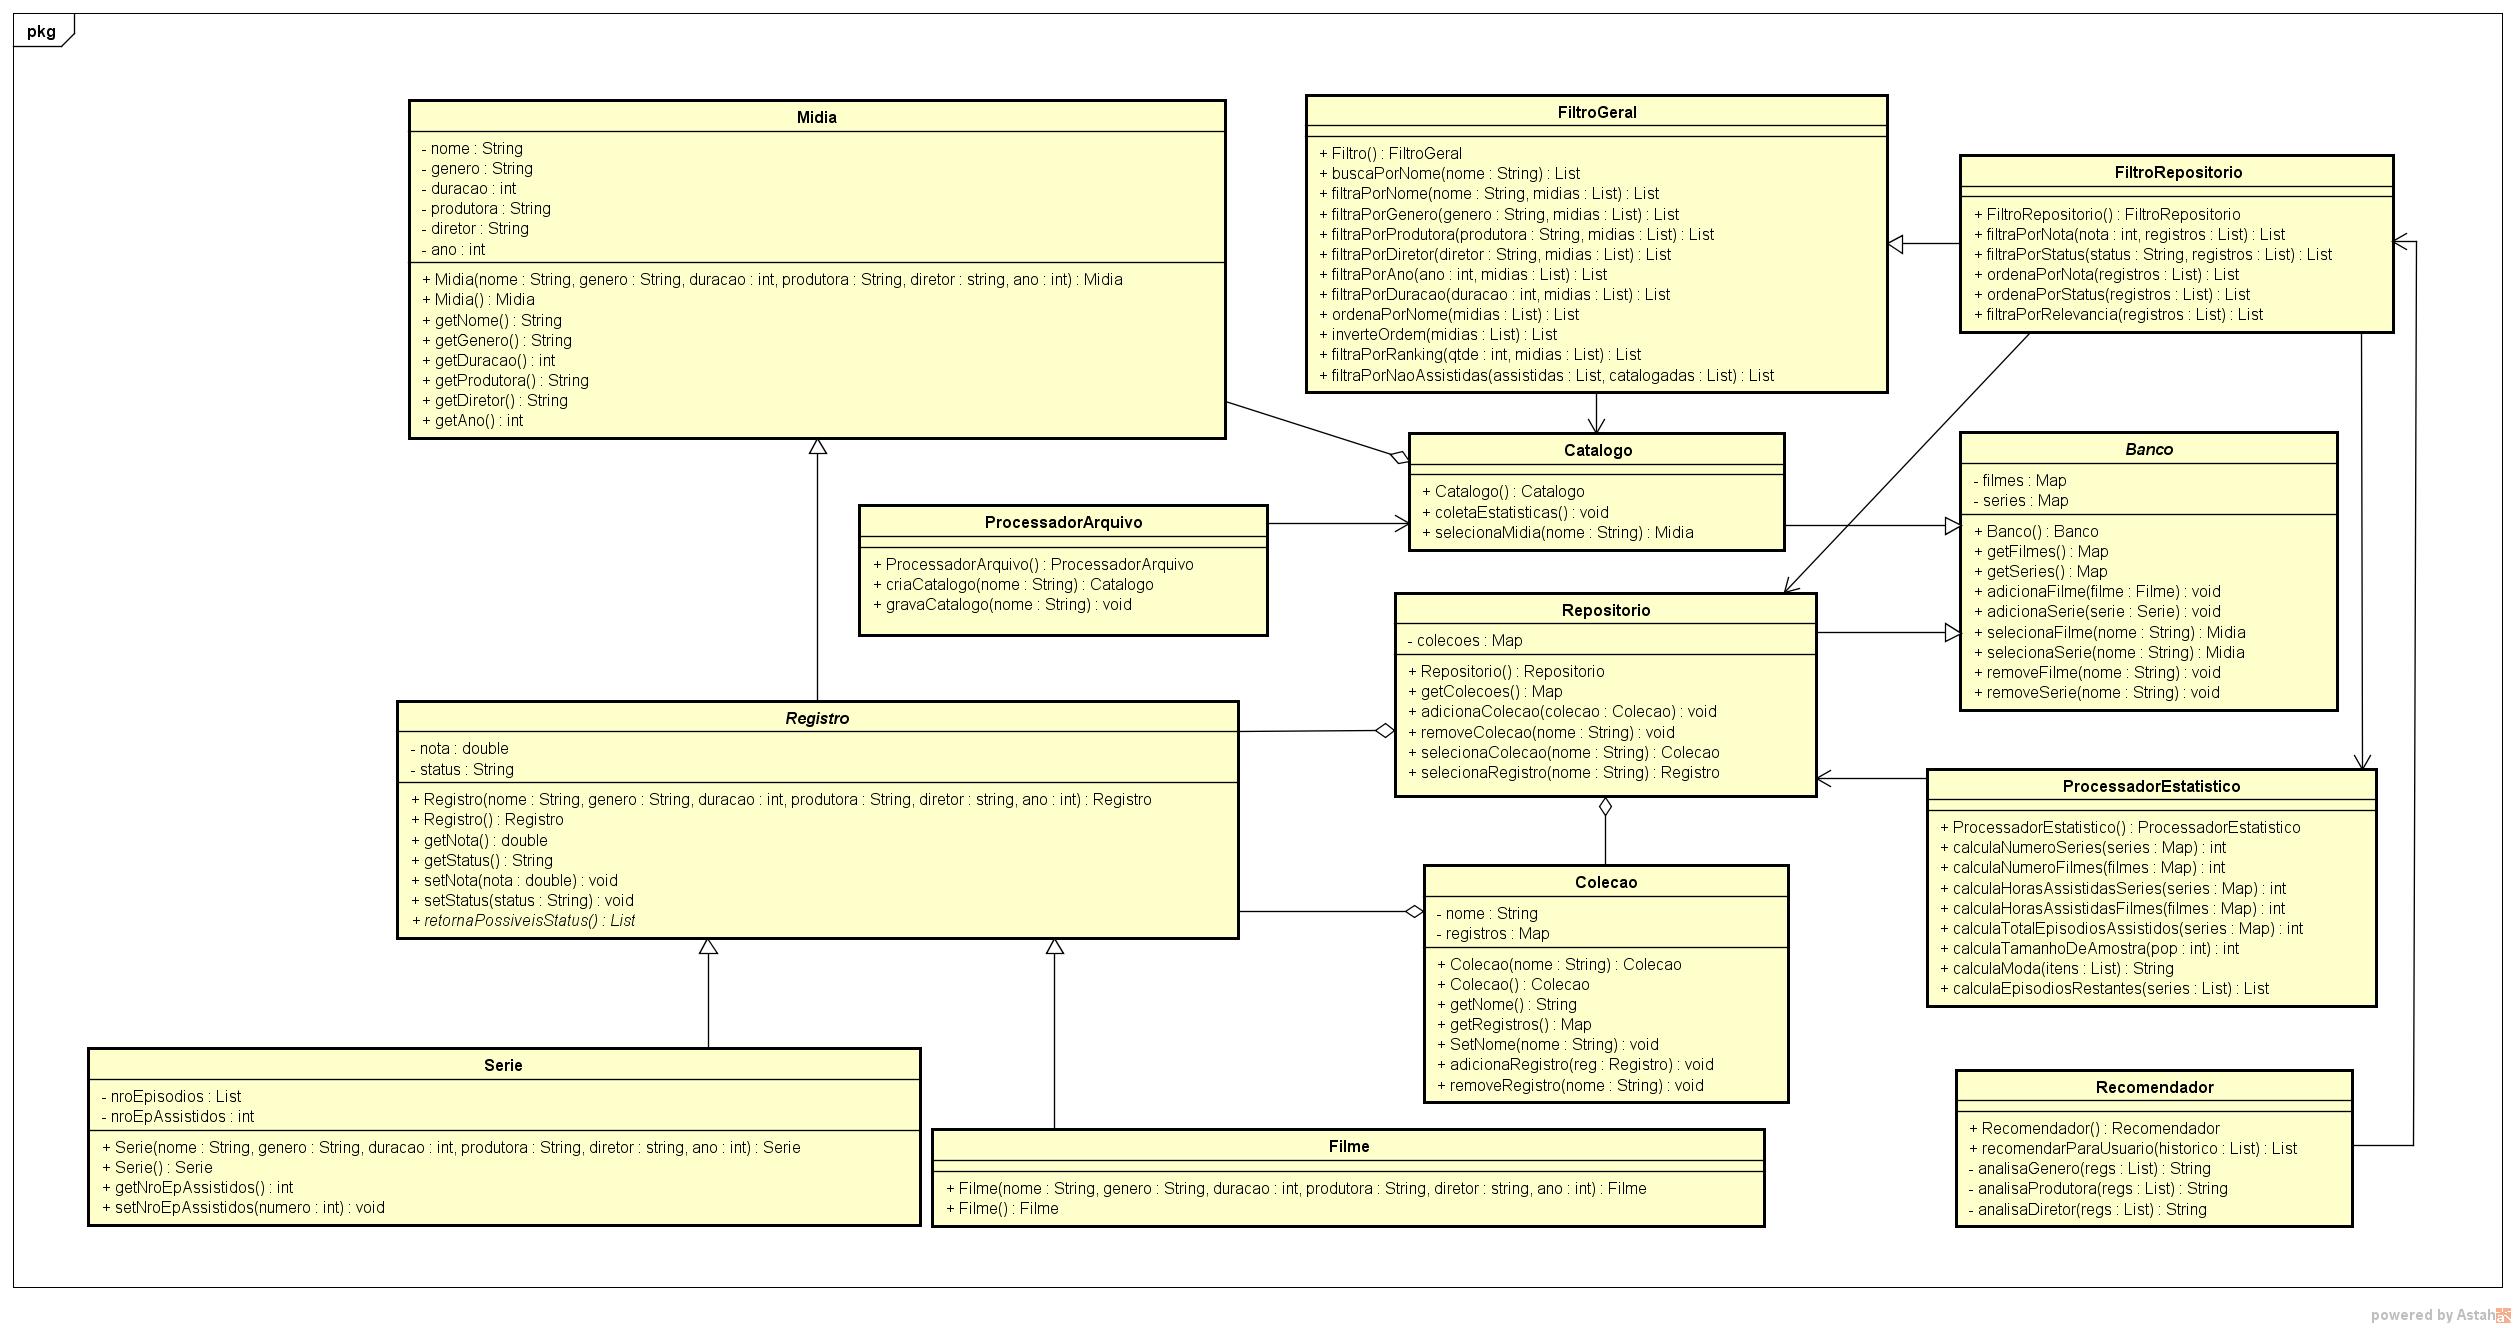 pkg
Midia
- nome : String
- genero : String
- duracao : int
- produtora : String
- diretor : String
- ano : int
+ Midia(nome : String, genero : String, duracao : int, produtora : String, diretor : string, ano : int) : Midia
+ Midia() : Midia
+ getNome() : String
+ getGenero() : String
+ getDuracao() : int
+ getProdutora() : String
+ getDiretor() : String
+ getAno() : int
FiltroGeral
+ Filtro() : FiltroGeral
+ buscaPorNome(nome : String) : List
+ filtraPorNome(nome : String, midias : List) : List
+ filtraPorGenero(genero : String, midias : List) : List
+ filtraPorProdutora(produtora : String, midias : List) : List
+ filtraPorDiretor(diretor : String, midias : List) : List
+ filtraPorAno(ano : int, midias : List) : List
+ filtraPorDuracao(duracao : int, midias : List) : List
+ ordenaPorNome(midias : List) : List
+ inverteOrdem(midias : List) : List
+ filtraPorRanking(qtde : int, midias : List) : List
+ filtraPorNaoAssistidas(assistidas : List, catalogadas : List) : List
FiltroRepositorio
+ FiltroRepositorio() : FiltroRepositorio
+ filtraPorNota(nota : int, registros : List) : List
+ filtraPorStatus(status : String, registros : List) : List
+ ordenaPorNota(registros : List) : List
+ ordenaPorStatus(registros : List) : List
+ filtraPorRelevancia(registros : List) : List
Catalogo
+ Catalogo() : Catalogo
+ coletaEstatisticas() : void
+ selecionaMidia(nome : String) : Midia
Banco
- filmes : Map
- series : Map
+ Banco() : Banco
+ getFilmes() : Map
+ getSeries() : Map
+ adicionaFilme(filme : Filme) : void
+ adicionaSerie(serie : Serie) : void
+ selecionaFilme(nome : String) : Midia
+ selecionaSerie(nome : String) : Midia
+ removeFilme(nome : String) : void
+ removeSerie(nome : String) : void
ProcessadorArquivo
+ ProcessadorArquivo() : ProcessadorArquivo
+ criaCatalogo(nome : String) : Catalogo
+ gravaCatalogo(nome : String) : void
Repositorio
- colecoes : Map
+ Repositorio() : Repositorio
+ getColecoes() : Map
+ adicionaColecao(colecao : Colecao) : void
+ removeColecao(nome : String) : void
+ selecionaColecao(nome : String) : Colecao
+ selecionaRegistro(nome : String) : Registro
Registro
- nota : double
- status : String
+ Registro(nome : String, genero : String, duracao : int, produtora : String, diretor : string, ano : int) : Registro
+ Registro() : Registro
+ getNota() : double
+ getStatus() : String
+ setNota(nota : double) : void
+ setStatus(status : String) : void
+ retornaPossiveisStatus() : List
ProcessadorEstatistico
+ ProcessadorEstatistico() : ProcessadorEstatistico
+ calculaNumeroSeries(series : Map) : int
+ calculaNumeroFilmes(filmes : Map) : int
+ calculaHorasAssistidasSeries(series : Map) : int
+ calculaHorasAssistidasFilmes(filmes : Map) : int
+ calculaTotalEpisodiosAssistidos(series : Map) : int
+ calculaTamanhoDeAmostra(pop : int) : int
+ calculaModa(itens : List) : String
+ calculaEpisodiosRestantes(series : List) : List
Colecao
- nome : String
- registros : Map
+ Colecao(nome : String) : Colecao
+ Colecao() : Colecao
+ getNome() : String
+ getRegistros() : Map
+ SetNome(nome : String) : void
+ adicionaRegistro(reg : Registro) : void
+ removeRegistro(nome : String) : void
Serie
- nroEpisodios : List
- nroEpAssistidos : int
+ Serie(nome : String, genero : String, duracao : int, produtora : String, diretor : string, ano : int) : Serie
+ Serie() : Serie
+ getNroEpAssistidos() : int
+ setNroEpAssistidos(numero : int) : void
Filme
+ Filme(nome : String, genero : String, duracao : int, produtora : String, diretor : string, ano : int) : Filme
+ Filme() : Filme
Recomendador
+ Recomendador() : Recomendador
+ recomendarParaUsuario(historico : List) : List
- analisaGenero(regs : List) : String
- analisaProdutora(regs : List) : String
- analisaDiretor(regs : List) : String
powered by Astah